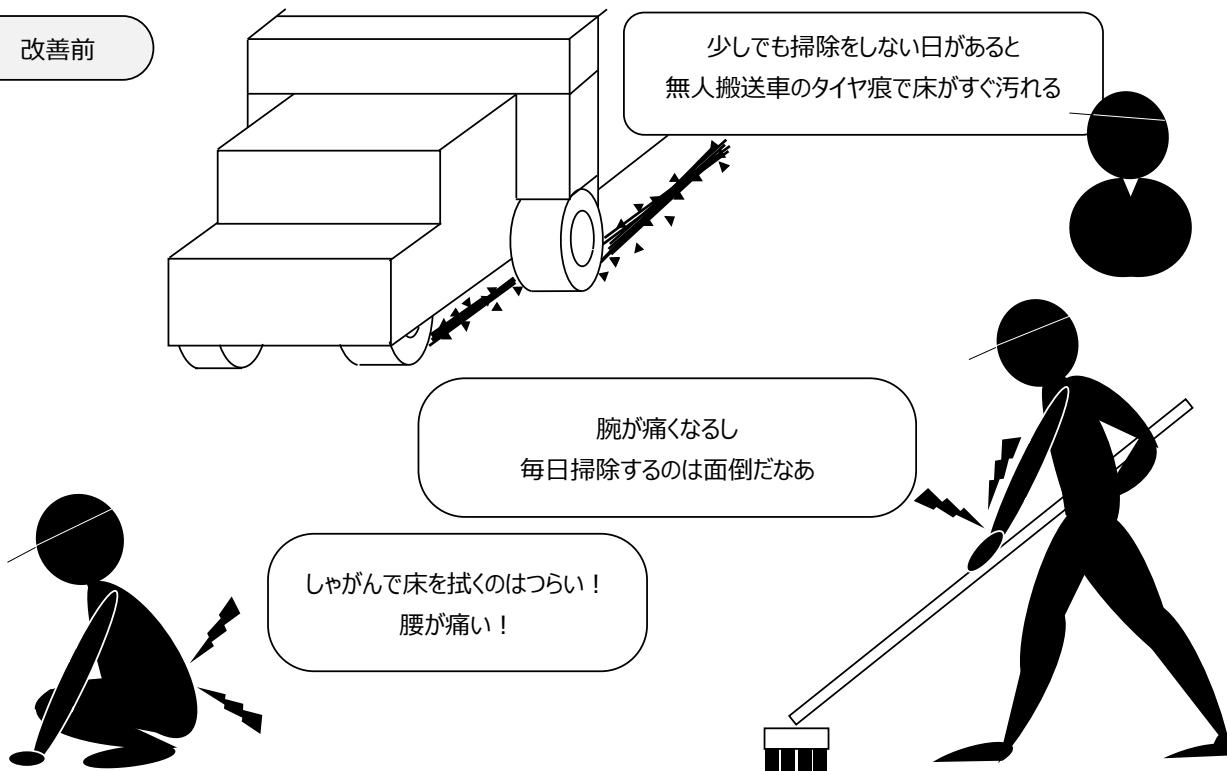 改善前
少しでも掃除をしない日があると
無人搬送車のタイヤ痕で床がすぐ汚れる
腕が痛くなるし
毎日掃除するのは面倒だなあ
しゃがんで床を拭くのはつらい！
腰が痛い！